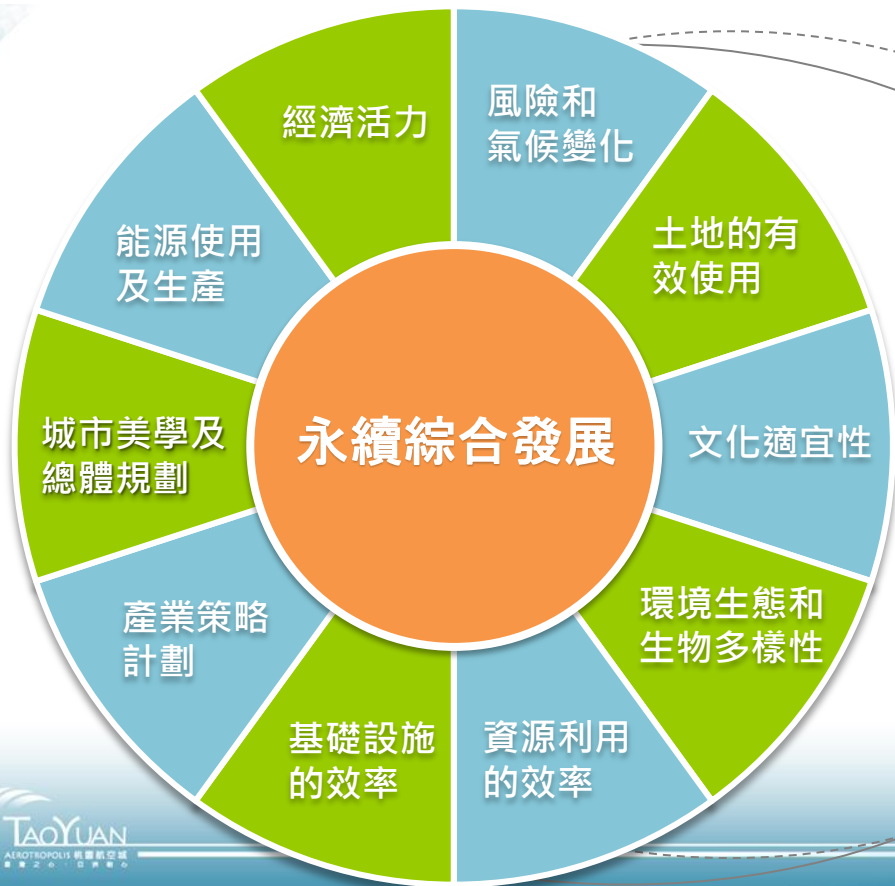 經濟活力
風險和
氣候變化
土地的有
效使用
文化適宜性
環境生態和
生物多樣性
資源利用
的效率
基礎設施
的效率
產業策略
計劃
城市美學及
總體規劃
能源使用
及生產
永續綜合發展
TAOYUAN
AEROTROPOLIS 桃園航空城